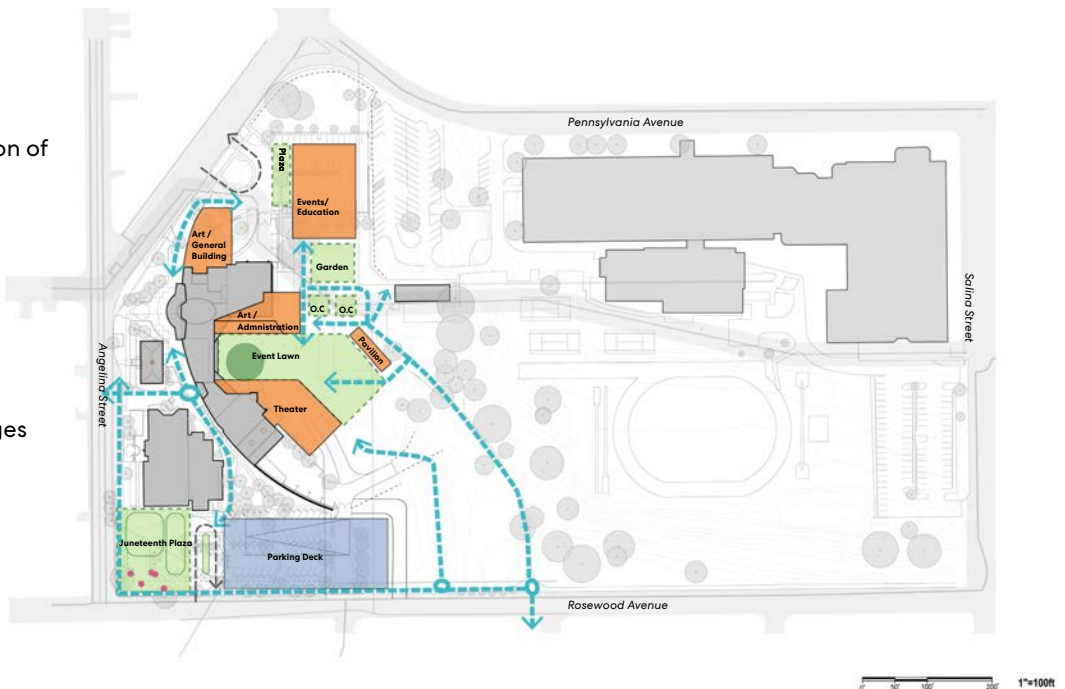 on of
ges
Pennsylvania Avenue
Plaza
Events/
Education
Art /
General
Building
Garden
O.C
O.C
Art /
Admnistration
Pavilion
Event Lawn
Theater
Salina Street
Angelina Street
Juneteenth Plaza
Parking Deck
Rosewood Avenue
0' 50' 100' 200'
1"=100ft